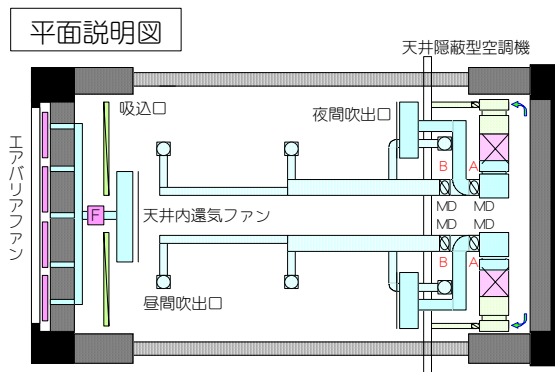 平面説明図
天井隠蔽型空調機
吸込口
夜間吹出口
エアバリアファン
B
A
F
天井内還気ファン
MD
MD
MD
MD
B
A
昼間吹出口